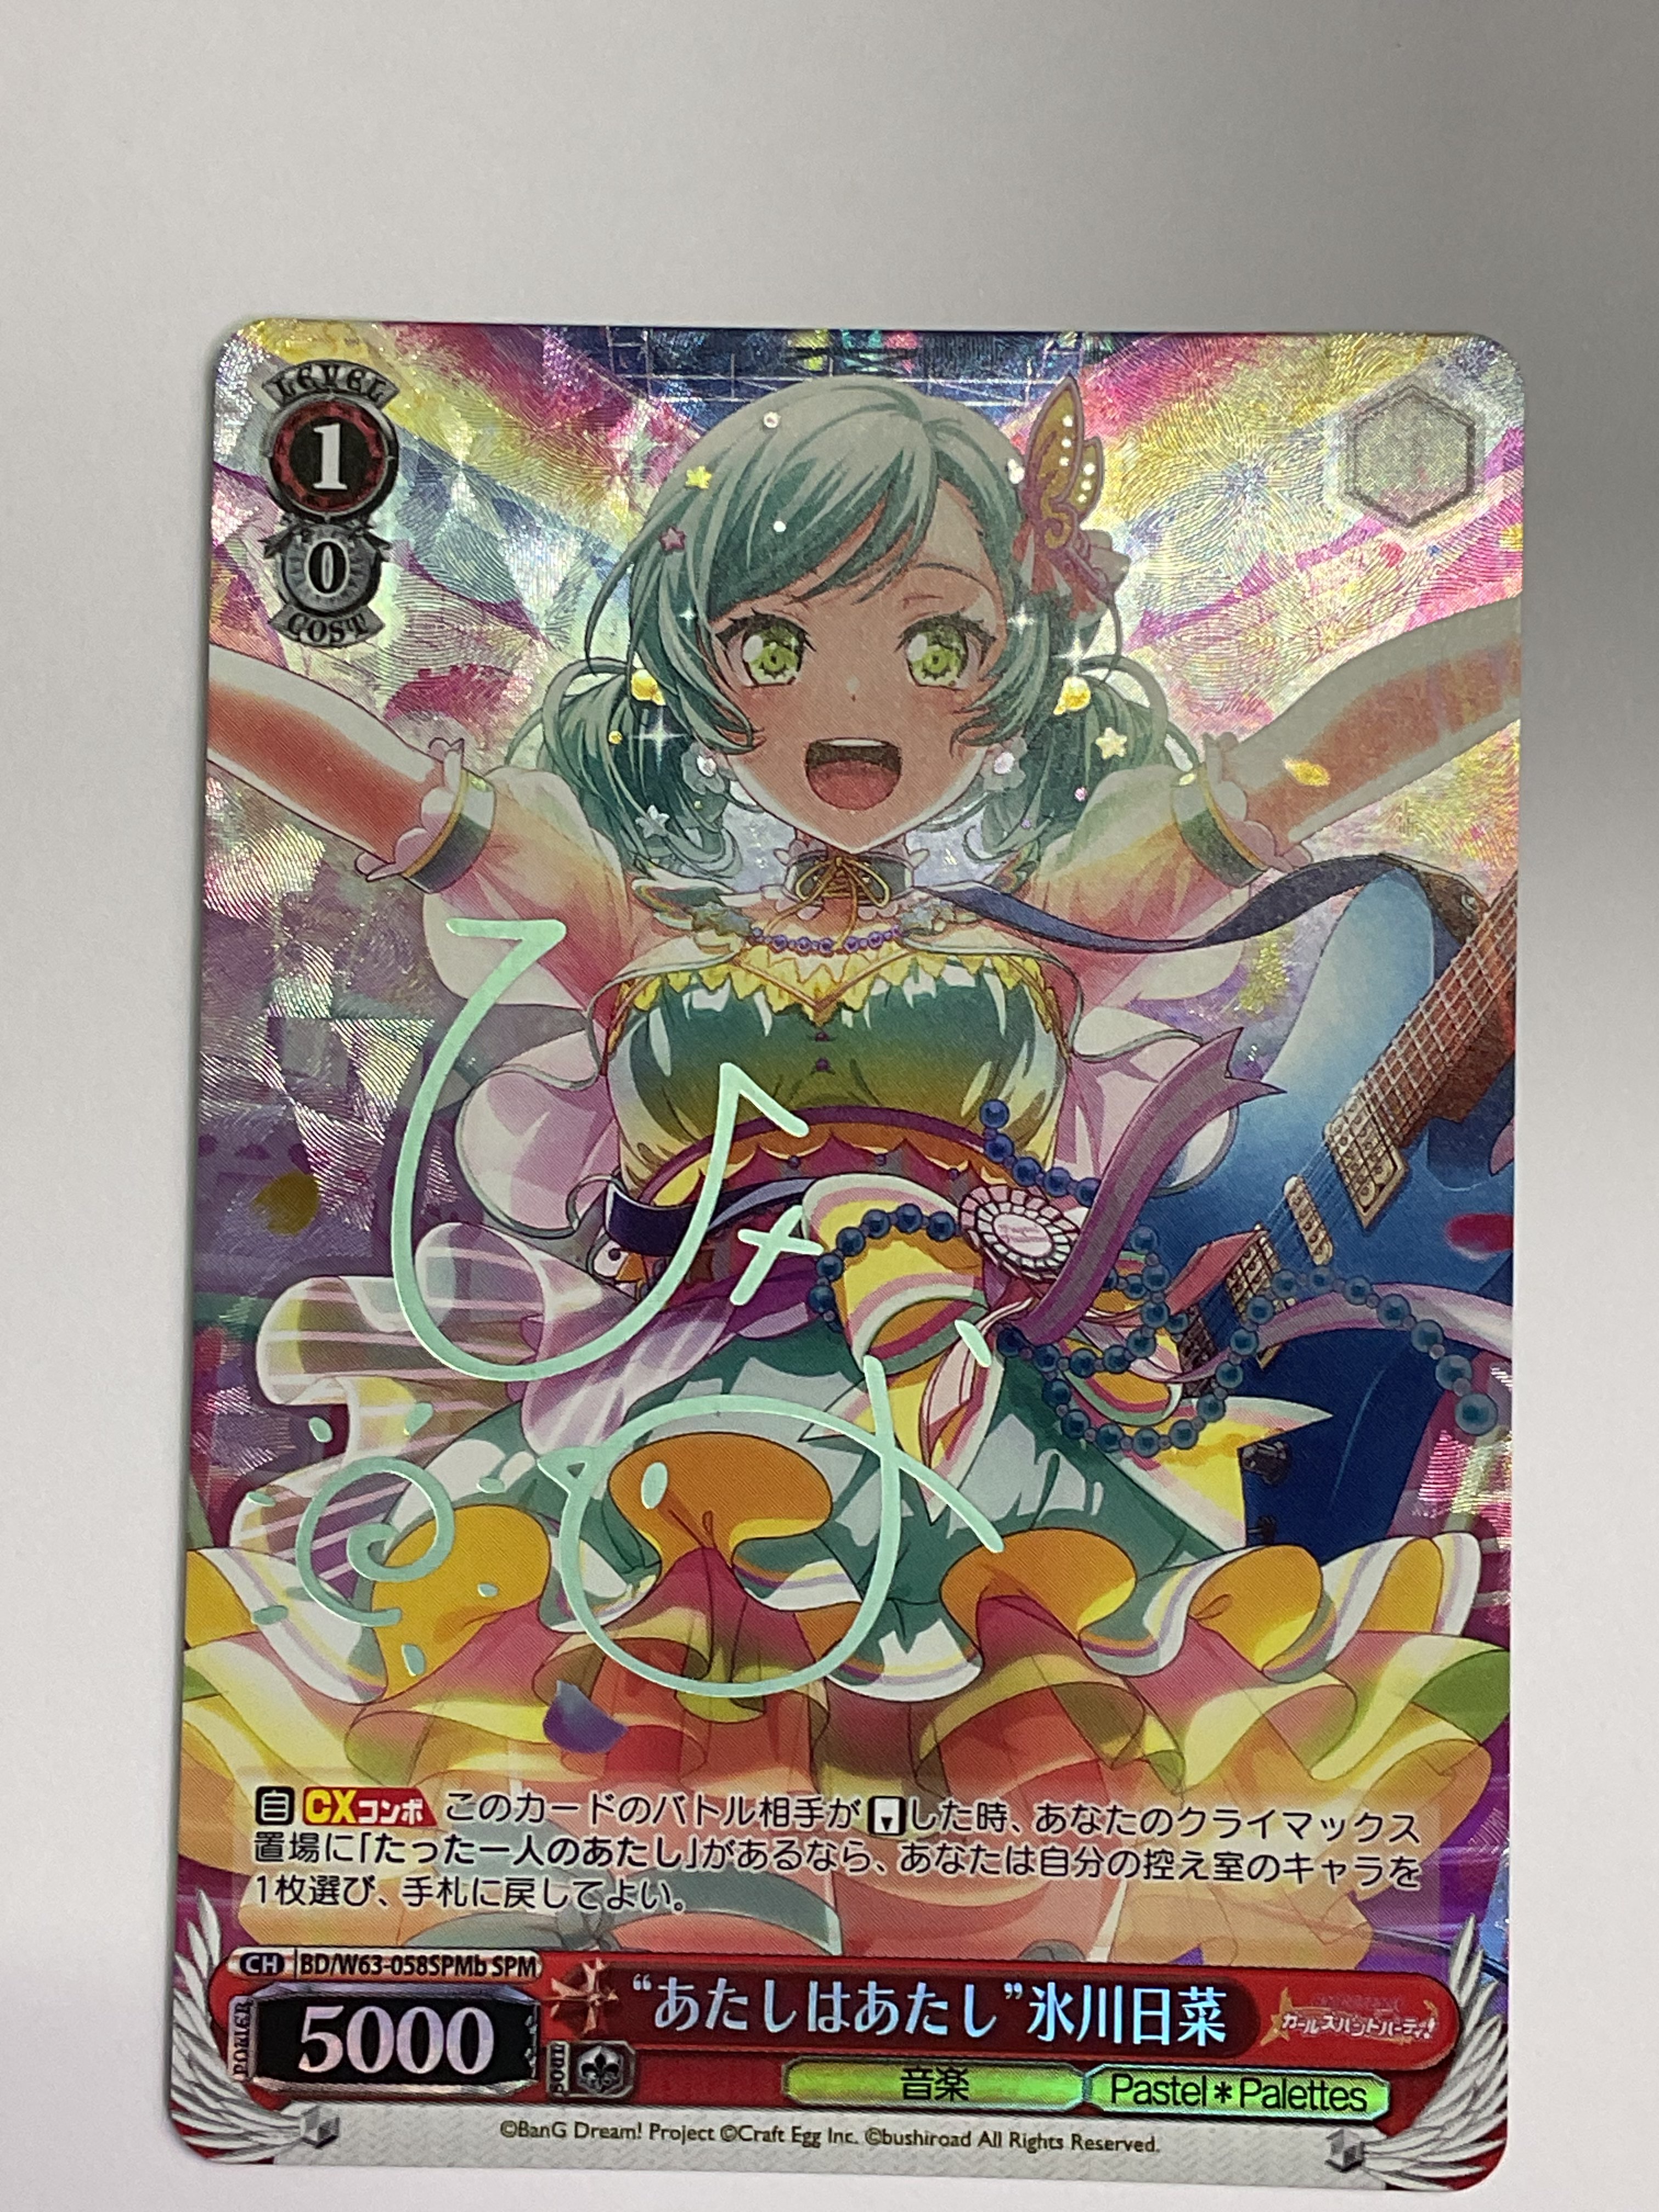 LEVEL
1
0
COST
ひな
自 CXコンボ このカードのバトル相手が した時、あなたのクライマックス
置場に「たった一人のあたし」があるなら、あなたは自分の控え室のキャラを
1枚選び、手札に戻してよい。
CH BD/W63-058SPMb SPM
POWER 5000 SOUL
“あたしはあたし”氷川日菜
ガールズバンドパーティ!
音楽 Pastel*Palettes
©BanG Dream! Project ©Craft Egg Inc. ©bushiroad All Rights Reserved.